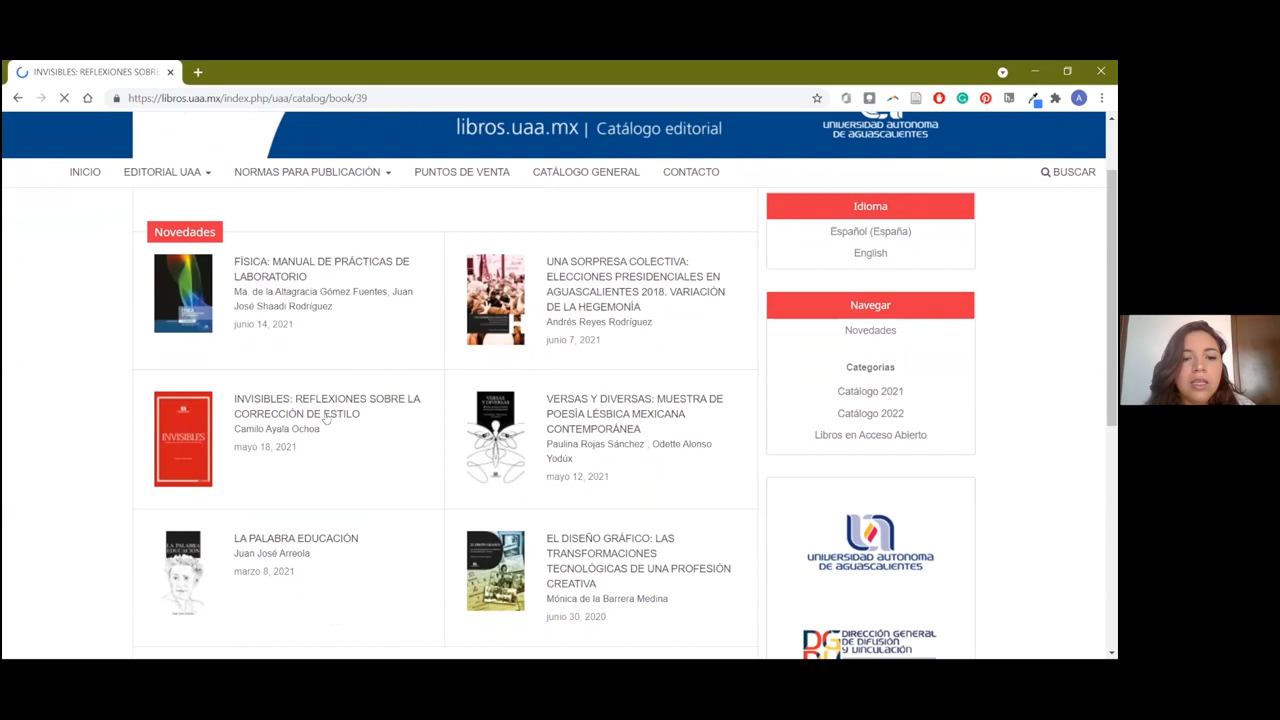 INVISIBLES: REFLEXIONES SOBRE
https://libros.uaa.mx/index.php/uaa/catalog/book/39
A
libros.uaa.mx | Catálogo editorial
UNIVERSIDAD AUTONOMA
DE AGUASCALIENTES
INICIO
EDITORIAL UAA
NORMAS PARA PUBLICACIÓN
PUNTOS DE VENTA
CATÁLOGO GENERAL
CONTACTO
BUSCAR
Novedades
FÍSICA: MANUAL DE PRÁCTICAS DE
LABORATORIO
Ma. de la Altagracia Gómez Fuentes, Juan
José Shaadi Rodríguez
junio 14, 2021
UNA SORPRESA COLECTIVA:
ELECCIONES PRESIDENCIALES EN
AGUASCALIENTES 2018. VARIACIÓN
DE LA HEGEMONÍA
Andrés Reyes Rodríguez
junio 7, 2021
INVISIBLES
INVISIBLES: REFLEXIONES SOBRE LA
CORRECCIÓN DE ESTILO
Camilo Ayala Ochoa
mayo 18, 2021
VERSAS Y DIVERSAS
VERSAS Y DIVERSAS: MUESTRA DE
POESÍA LÉSBICA MEXICANA
CONTEMPORÁNEA
Paulina Rojas Sánchez , Odette Alonso
Yodúx
mayo 12, 2021
LA PALABRA
EDUCACIÓN
LA PALABRA EDUCACIÓN
Juan José Arreola
marzo 8, 2021
EL DISEÑO GRÁFICO: LAS
TRANSFORMACIONES
TECNOLÓGICAS DE UNA PROFESIÓN
CREATIVA
Mónica de la Barrera Medina
junio 30, 2020
Idioma
Español (España)
English
Navegar
Novedades
Categorias
Catálogo 2021
Catálogo 2022
Libros en Acceso Abierto
UNIVERSIDAD AUTONOMA
DE AGUASCALIENTES
DIRECCIÓN GENERAL
DE DIFUSIÓN
Y VINCULACIÓN